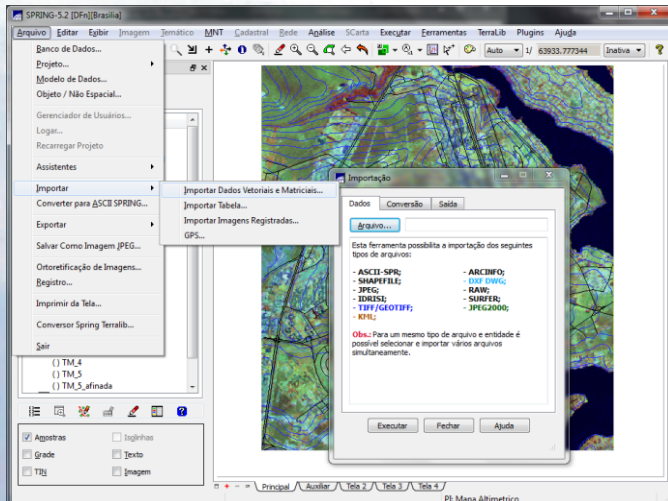 SPRING-5.2 [DFn][Brasilia]
Arquivo Editar Exibir Imagem Temático MNT Cadastral Rede Análise SCarta Executar Ferramentas TerraLib Plugins Ajuda
Auto 1/ 63933.777344 Inativa
Banco de Dados...
Projeto...
Modelo de Dados...
Objeto / Não Espacial...
Gerenciador de Usuários...
Logar...
Recarregar Projeto
Assistentes
Importar
Converter para ASCII SPRING...
Exportar
Salvar Como Imagem JPEG...
Ortoretificação de Imagens...
Registro...
Imprimir da Tela...
Conversor Spring Terralib...
Sair
Importar Dados Vetoriais e Matriciais...
Importar Tabela...
Importar Imagens Registradas...
GPS...
() TM_4
() TM_5
() TM_5_afinada
Amostras
Isolinhas
Grade
Texto
TIN
Imagem
Importação
Dados Conversão Saída
Arquivo...
Esta ferramenta possibilita a importação dos seguintes
tipos de arquivos:
- ASCII-SPR; - ARCINFO;
- SHAPEFILE; - DXF DWG;
- JPEG; - RAW;
- IDRISI; - SURFER;
- TIFF/GEOTIFF; - JPEG2000;
- KML;
Obs.: Para um mesmo tipo de arquivo e entidade é
possível selecionar e importar vários arquivos
simultaneamente.
Executar Fechar Ajuda
Principal Auxiliar Tela 2 Tela 3 Tela 4
PI: Mapa Altimetrico